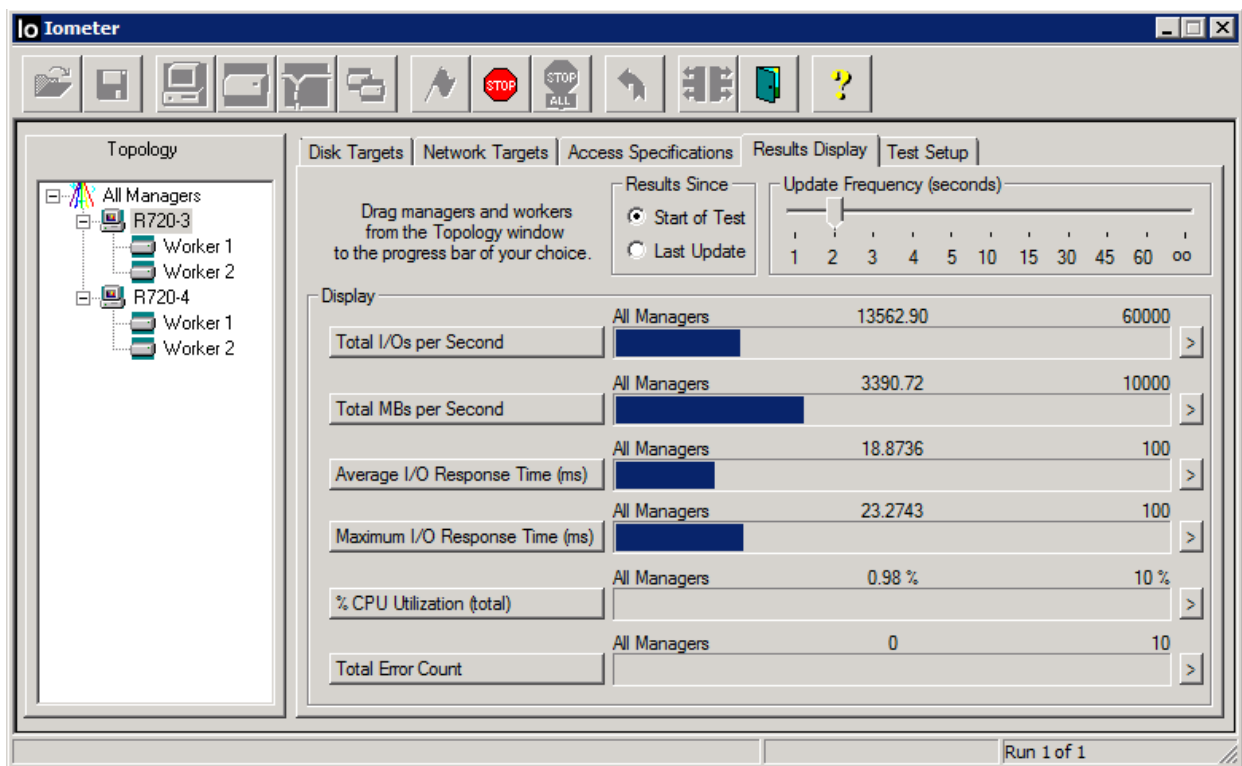 Io Iometer
STOP
STOP ALL
?
Topology
All Managers
R720-3
Worker 1
Worker 2
R720-4
Worker 1
Worker 2
Disk Targets Network Targets Access Specifications Results Display Test Setup
Drag managers and workers
from the Topology window
to the progress bar of your choice.
Results Since
Start of Test
Last Update
Update Frequency (seconds)
1 2 3 4 5 10 15 30 45 60 oo
Display
All Managers 13562.90 60000
Total I/Os per Second >
All Managers 3390.72 10000
Total MBs per Second >
All Managers 18.8736 100
Average I/O Response Time (ms) >
All Managers 23.2743 100
Maximum I/O Response Time (ms) >
All Managers 0.98 % 10 %
% CPU Utilization (total) >
All Managers 0 10
Total Error Count >
Run 1 of 1